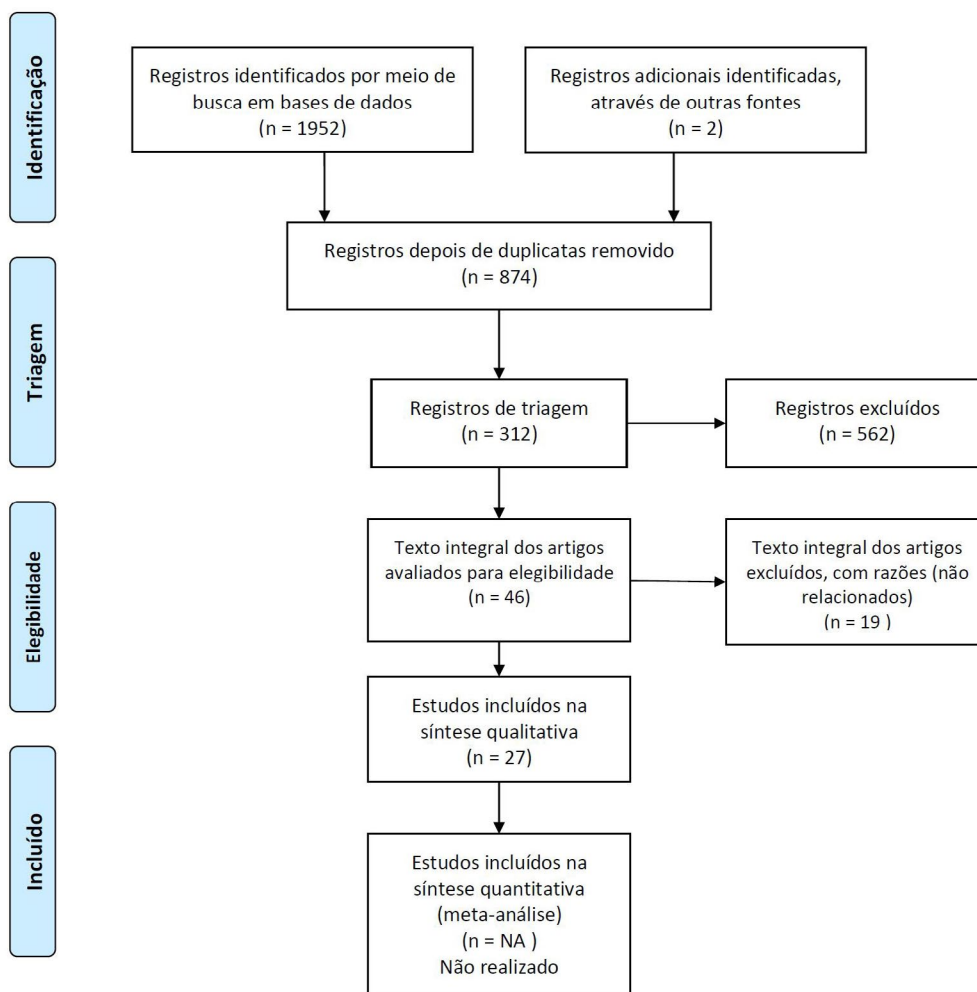 Identificação
Registros identificados por meio de
busca em bases de dados
(n = 1952)
Registros adicionais identificadas,
através de outras fontes
(n = 2)
Registros depois de duplicatas removido
(n = 874)
Triagem
Registros de triagem
(n = 312)
Registros excluídos
(n = 562)
Elegibilidade
Texto integral dos artigos
avaliados para elegibilidade
(n = 46)
Texto integral dos artigos
excluídos, com razões (não
relacionados)
(n = 19 )
Estudos incluídos na
síntese qualitativa
(n = 27)
Incluído
Estudos incluídos na
síntese quantitativa
(meta-análise)
(n = NA )
Não realizado